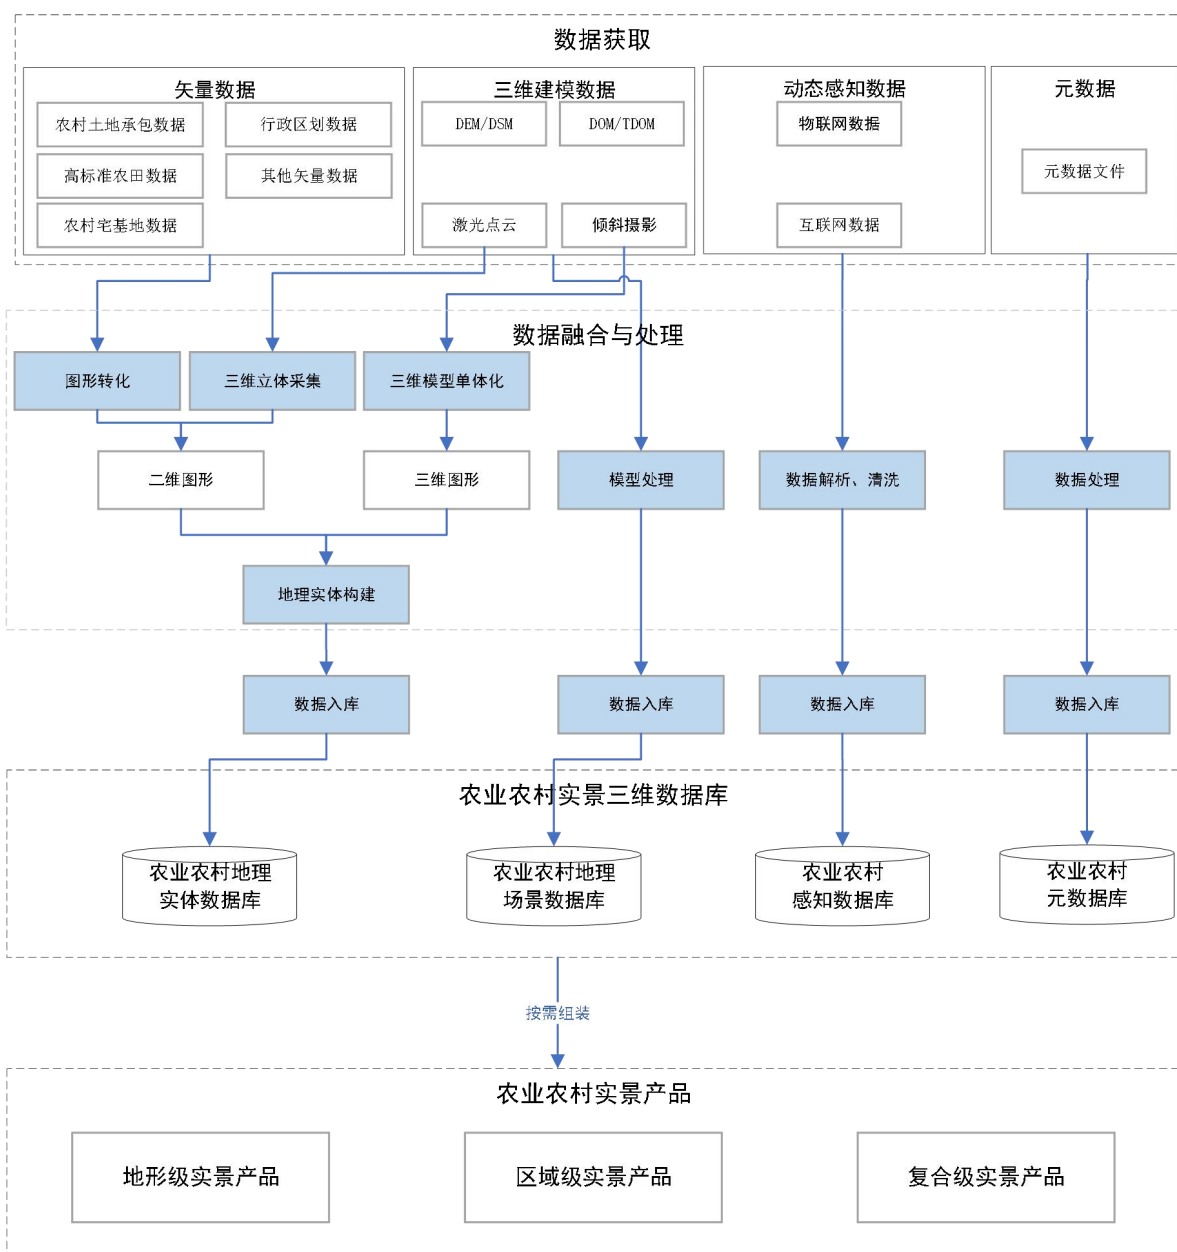 数据获取
矢量数据
农村土地承包数据
行政区划数据
高标准农田数据
其他矢量数据
农村宅基地数据
三维建模数据
DEM/DSM
DOM/TDOM
激光点云
倾斜摄影
动态感知数据
物联网数据
互联网数据
元数据
元数据文件
数据融合与处理
图形转化
三维立体采集
三维模型单体化
二维图形
三维图形
模型处理
数据解析、清洗
数据处理
地理实体构建
数据入库
数据入库
数据入库
数据入库
农业农村实景三维数据库
农业农村地理
实体数据库
农业农村地理
场景数据库
农业农村
感知数据库
农业农村
元数据库
按需组装
农业农村实景产品
地形级实景产品
区域级实景产品
复合级实景产品